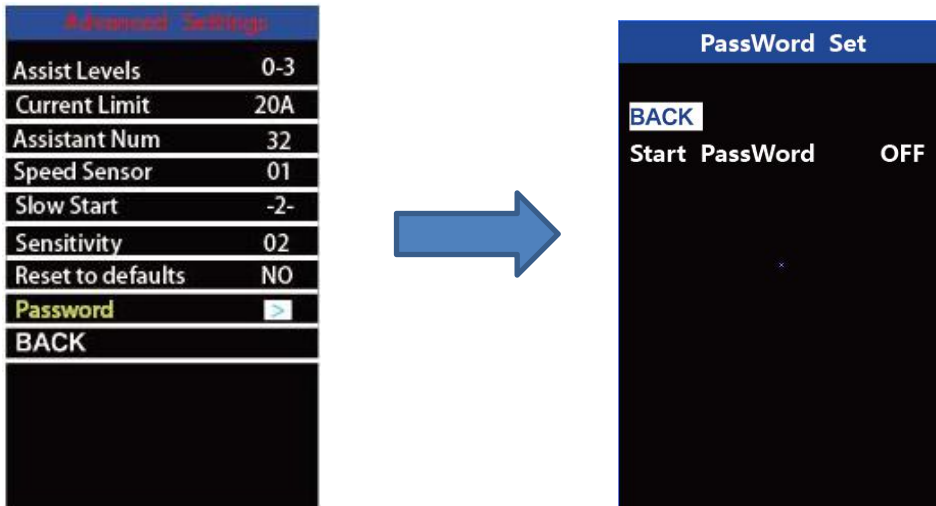 Advanced Settings
Assist Levels 0-3
Current Limit 20A
Assistant Num 32
Speed Sensor 01
Slow Start -2-
Sensitivity 02
Reset to defaults NO
Password >
BACK
PassWord Set
BACK
Start PassWord OFF